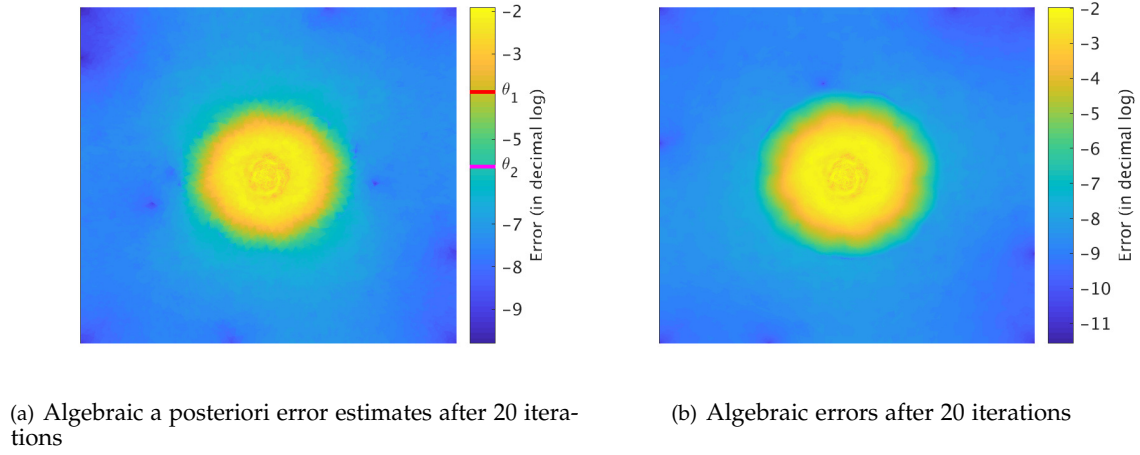 -2
-3
θ1
-5
θ2
-7
-8
-9
Error (in decimal log)
-2
-3
-4
-5
-6
-7
-8
-9
-10
-11
Error (in decimal log)
(a) Algebraic a posteriori error estimates after 20 itera-
tions
(b) Algebraic errors after 20 iterations